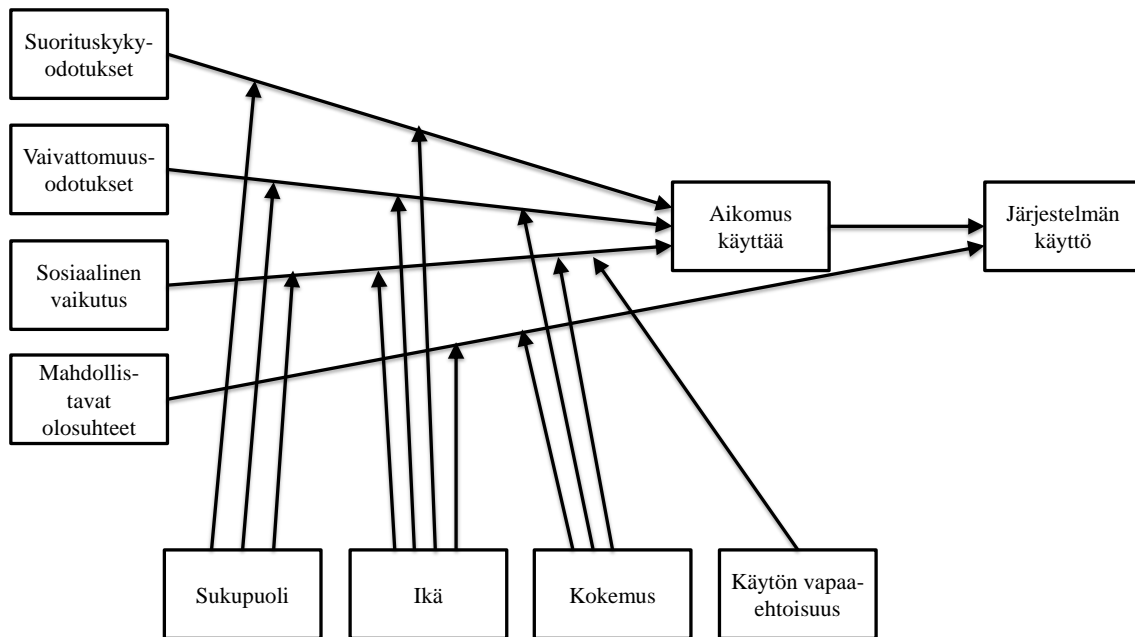 Suorituskyky-
odotukset
Vaivattomuus-
odotukset
Sosiaalinen
vaikutus
Mahdollis-
tavat
olosuhteet
Aikomus
käyttää
Järjestelmän
käyttö
Sukupuoli
Ikä
Kokemus
Käytön vapaa-
ehtoisuus